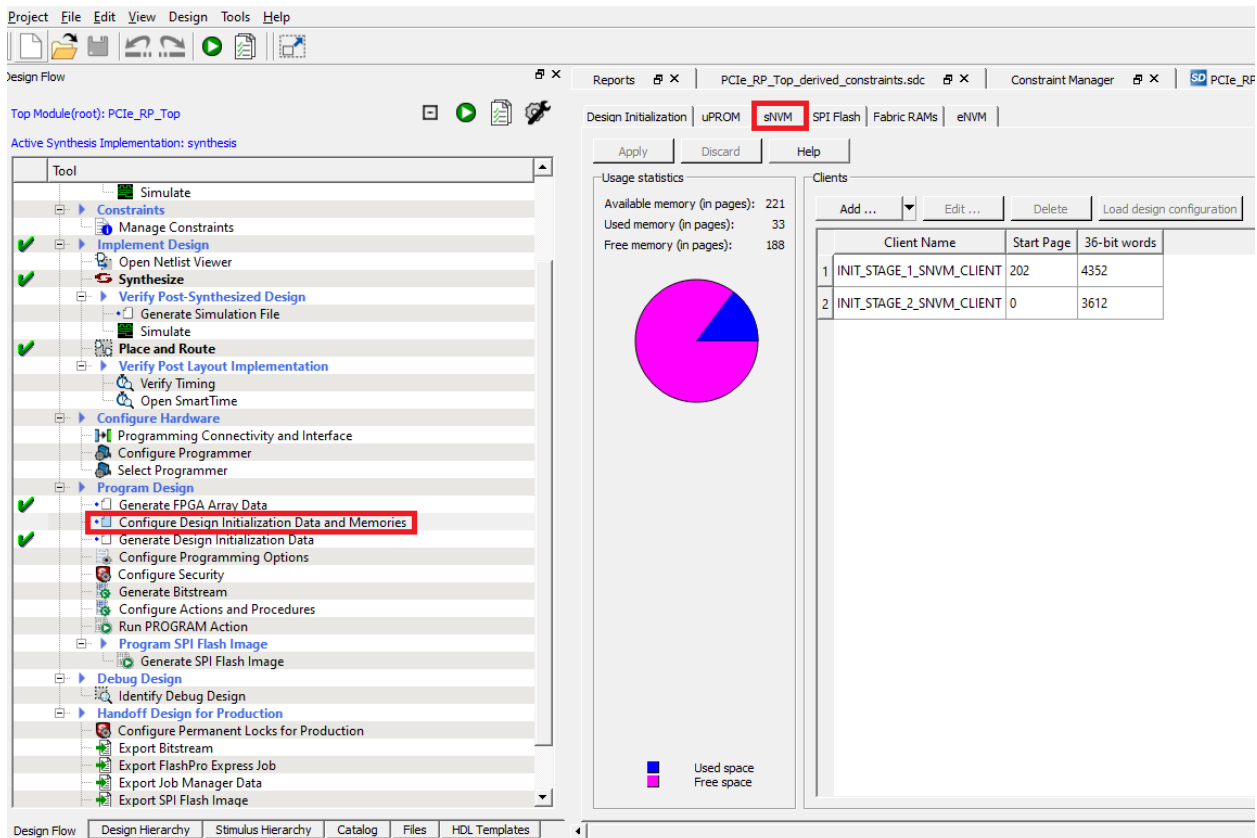 Project File Edit View Design Tools Help
Design Flow
Top Module(root): PCIe_RP_Top
Active Synthesis Implementation: synthesis
Tool
Simulate
Constraints
Manage Constraints
Implement Design
Open Netlist Viewer
Synthesize
Verify Post-Synthesized Design
Generate Simulation File
Simulate
Place and Route
Verify Post Layout Implementation
Verify Timing
Open SmartTime
Configure Hardware
Programming Connectivity and Interface
Configure Programmer
Select Programmer
Program Design
Generate FPGA Array Data
Configure Design Initialization Data and Memories
Generate Design Initialization Data
Configure Programming Options
Configure Security
Generate Bitstream
Configure Actions and Procedures
Run PROGRAM Action
Program SPI Flash Image
Generate SPI Flash Image
Debug Design
Identify Debug Design
Handoff Design for Production
Configure Permanent Locks for Production
Export Bitstream
Export FlashPro Express Job
Export Job Manager Data
Export SPI Flash Image
Design Flow Design Hierarchy Stimulus Hierarchy Catalog Files HDL Templates
Reports PCIe_RP_Top_derived_constraints.sdc Constraint Manager SD PCIe_RP
Design Initialization uPROM sNVM SPI Flash Fabric RAMs eNVM
Apply Discard Help
Usage statistics
Available memory (in pages): 221
Used memory (in pages): 33
Free memory (in pages): 188
Used space
Free space
Clients
Add ... Edit ... Delete Load design configuration
Client Name Start Page 36-bit words
1 INIT_STAGE_1_SNVM_CLIENT 202 4352
2 INIT_STAGE_2_SNVM_CLIENT 0 3612